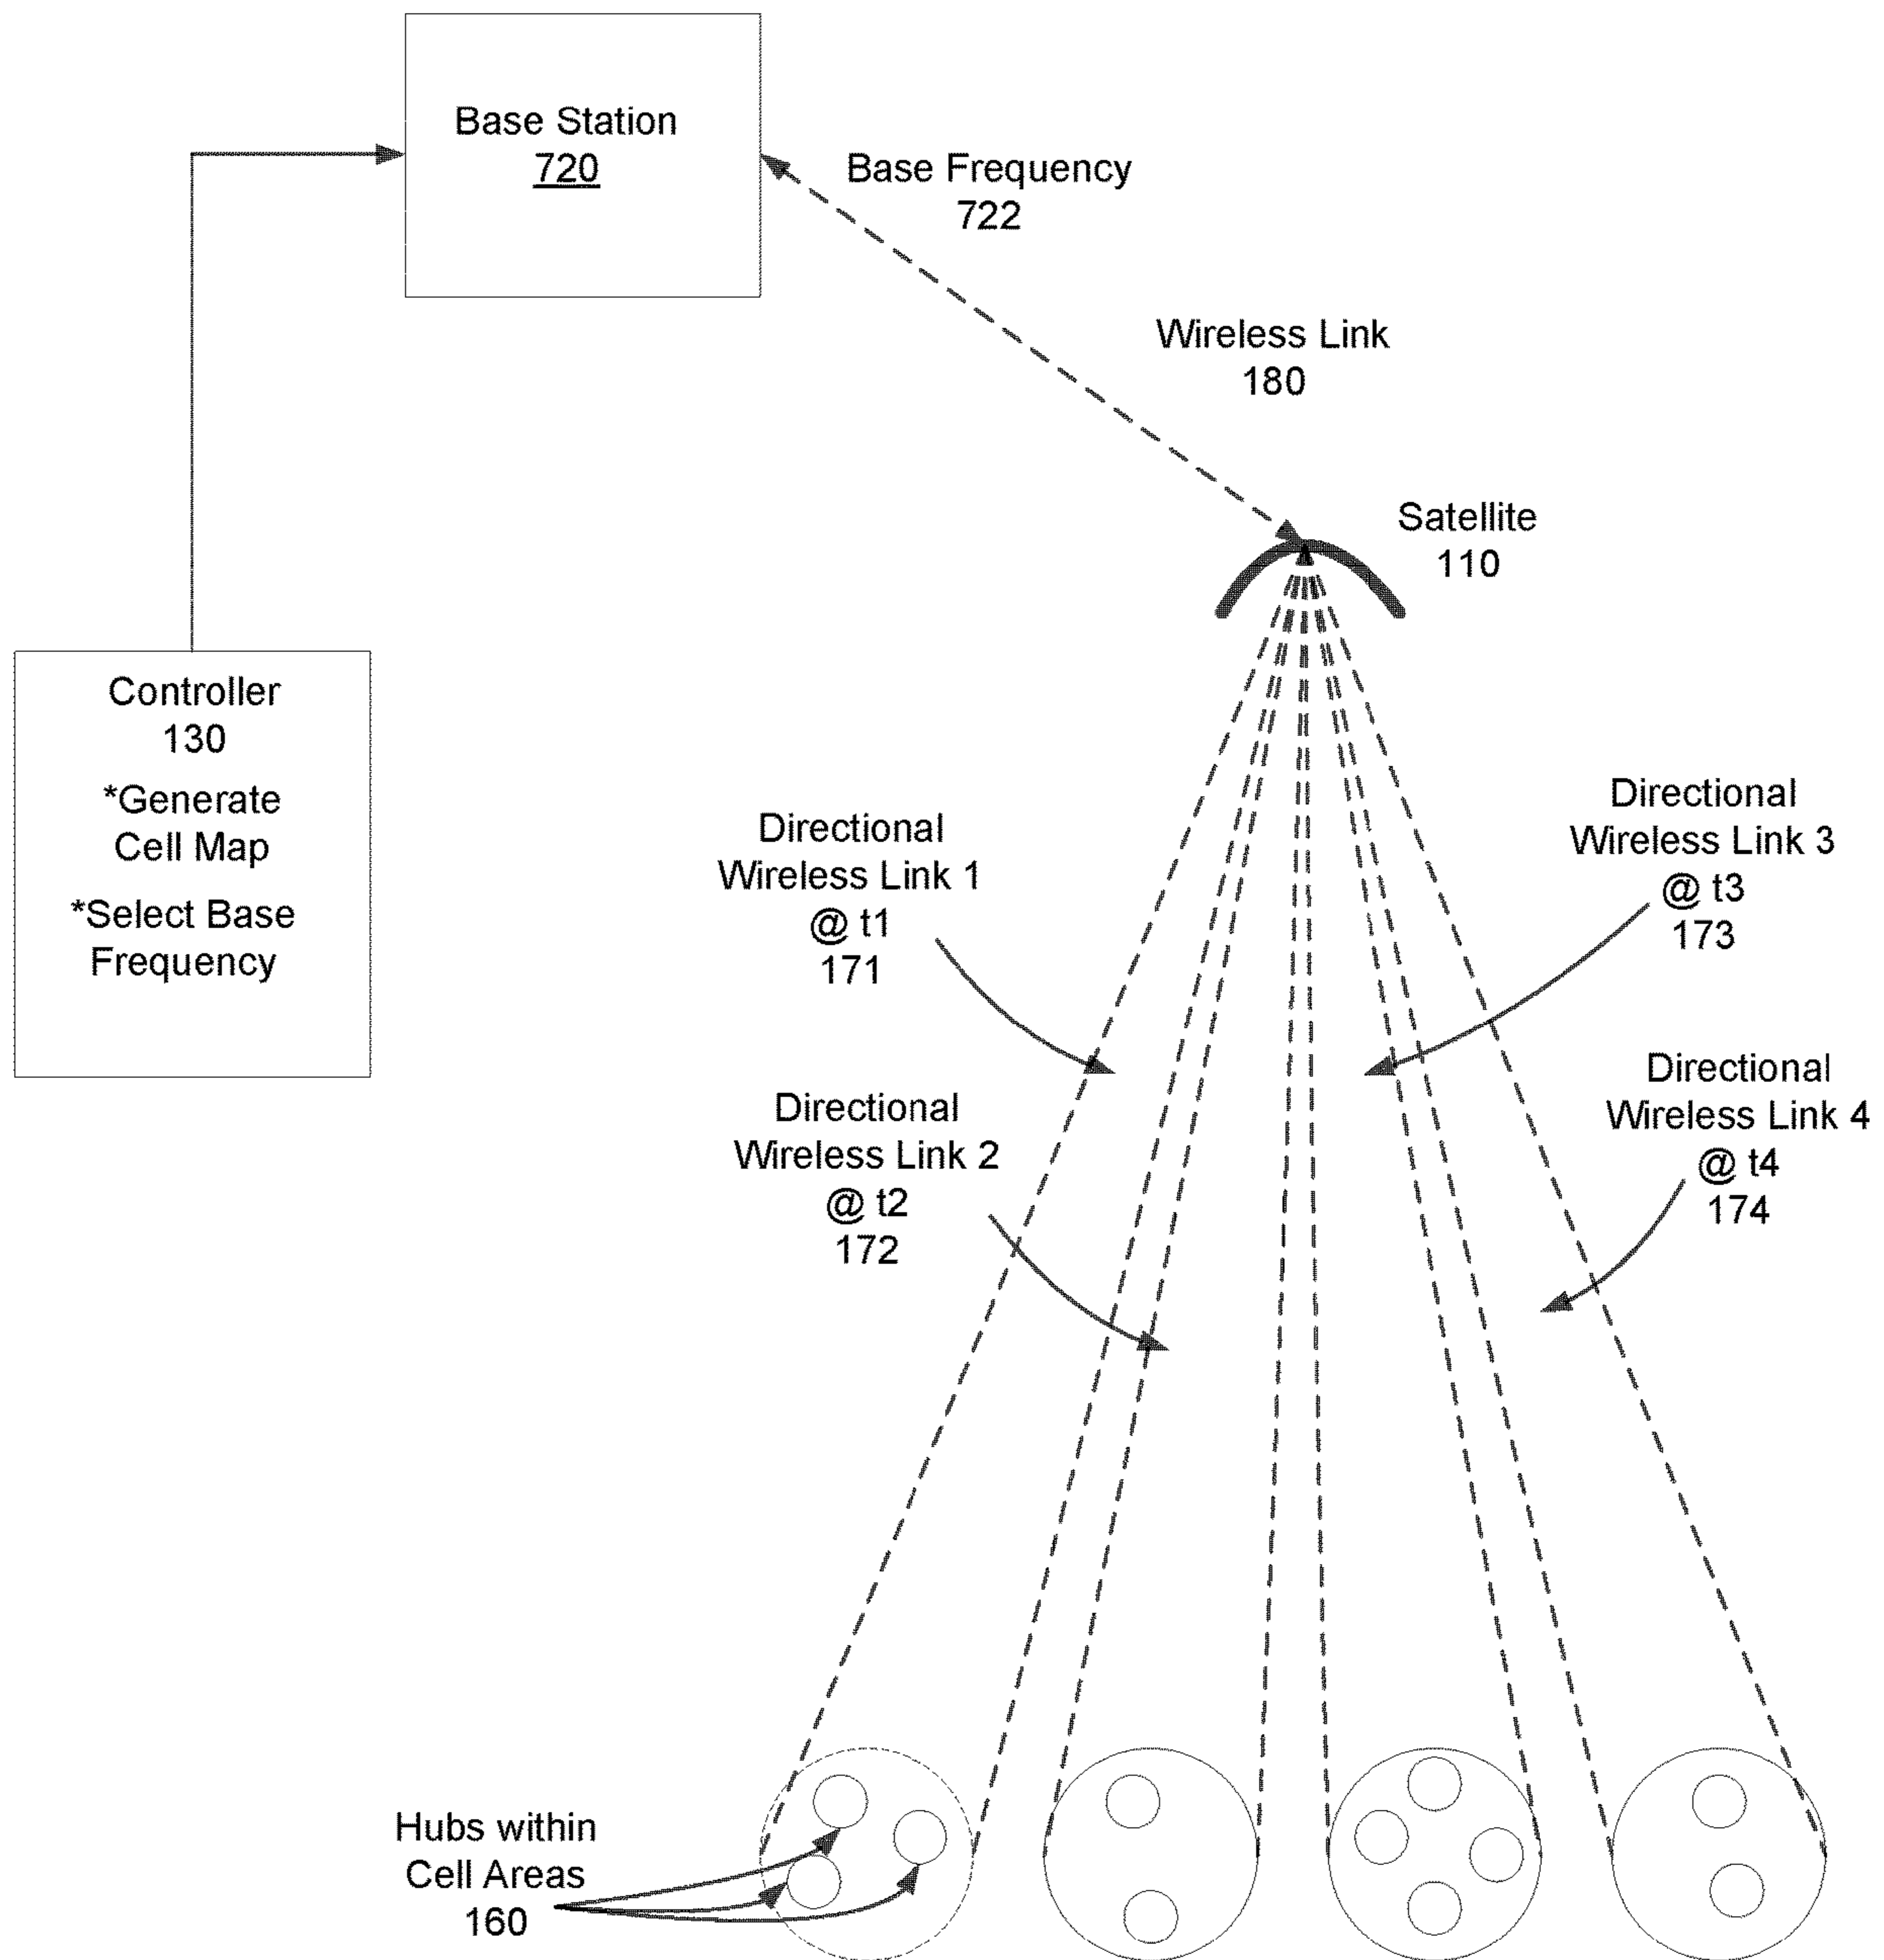 Base Station
720
Base Frequency
722
Wireless Link
180
Satellite
110
Controller
130
*Generate
Cell Map
*Select Base
Frequency
Directional
Wireless Link 1
@ t1
171
Directional
Wireless Link 3
@ t3
173
Directional
Wireless Link 2
@ t2
172
Directional
Wireless Link 4
@ t4
174
Hubs within
Cell Areas
160